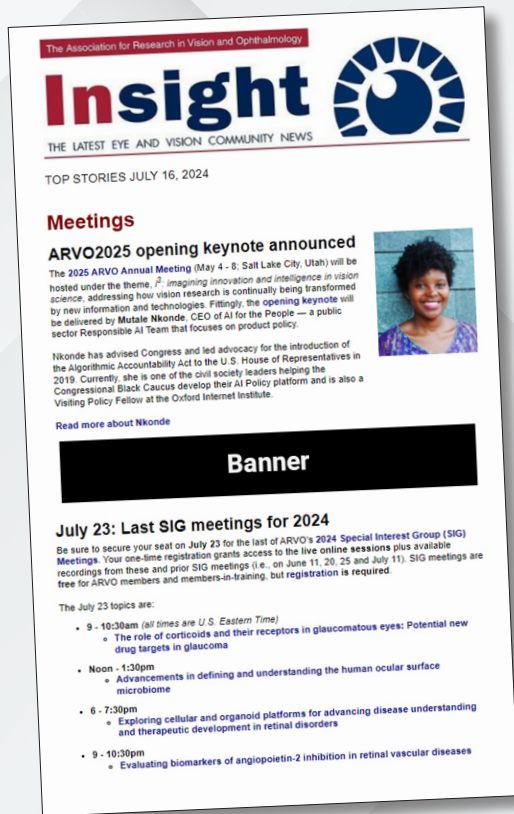 The Association for Research in Vision and Ophthalmology
Insight
THE LATEST EYE AND VISION COMMUNITY NEWS
TOP STORIES JULY 16, 2024
Meetings
ARVO2025 opening keynote announced
The 2025 ARVO Annual Meeting (May 4 - 8; Salt Lake City, Utah) will be
hosted under the theme, i³: imagining innovation and intelligence in vision
science, addressing how vision research is continually being transformed
by new information and technologies. Fittingly, the opening keynote will
be delivered by Mutale Nkonde, CEO of AI for the People — a public
sector Responsible AI Team that focuses on product policy.
Nkonde has advised Congress and led advocacy for the introduction of
the Algorithmic Accountability Act to the U.S. House of Representatives in
2019. Currently, she is one of the civil society leaders helping the
Congressional Black Caucus develop their AI Policy platform and is also a
Visiting Policy Fellow at the Oxford Internet Institute.
Read more about Nkonde
Banner
July 23: Last SIG meetings for 2024
Be sure to secure your seat on July 23 for the last of ARVO's 2024 Special Interest Group (SIG)
Meetings. Your one-time registration grants access to the live online sessions plus available
recordings from these and prior SIG meetings (i.e., on June 11, 20, 25 and July 11). SIG meetings are
free for ARVO members and members-in-training, but registration is required.
The July 23 topics are:
• 9 - 10:30am (all times are U.S. Eastern Time)
o The role of corticoids and their receptors in glaucomatous eyes: Potential new
drug targets in glaucoma
• Noon - 1:30pm
o Advancements in defining and understanding the human ocular surface
microbiome
• 6 - 7:30pm
o Exploring cellular and organoid platforms for advancing disease understanding
and therapeutic development in retinal disorders
• 9 - 10:30pm
o Evaluating biomarkers of angiopoietin-2 inhibition in retinal vascular diseases